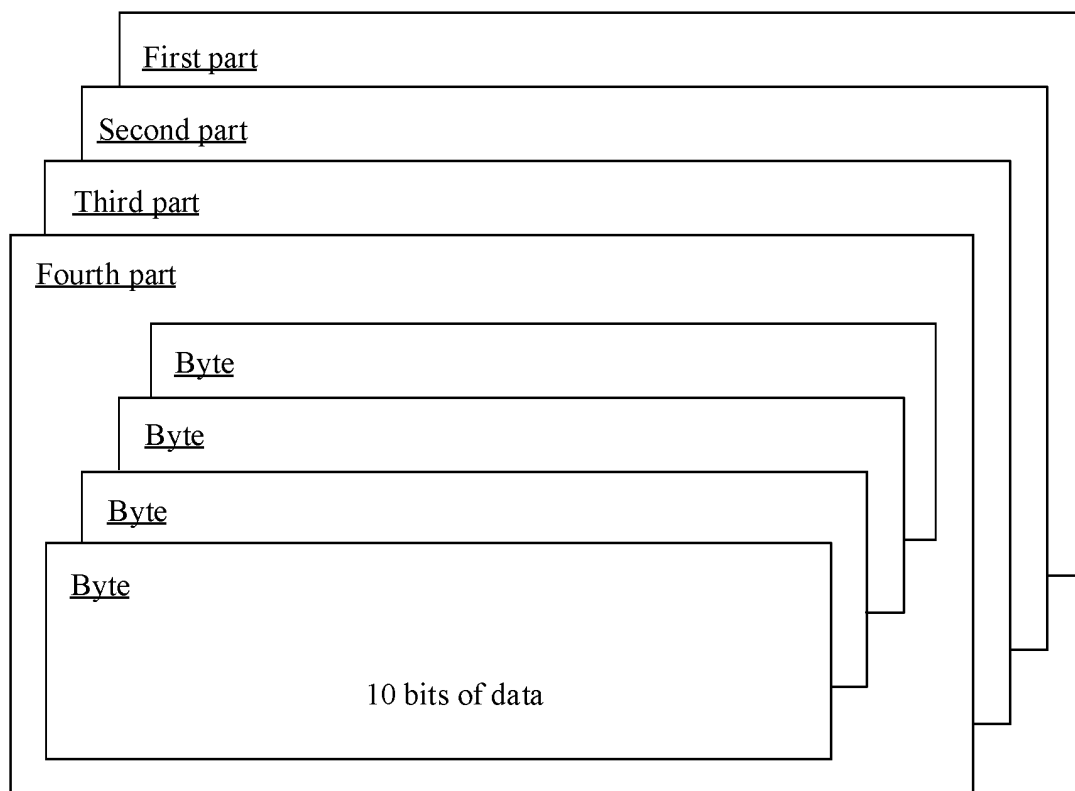 First part
Second part
Third part
Fourth part
Byte
Byte
Byte
Byte
10 bits of data